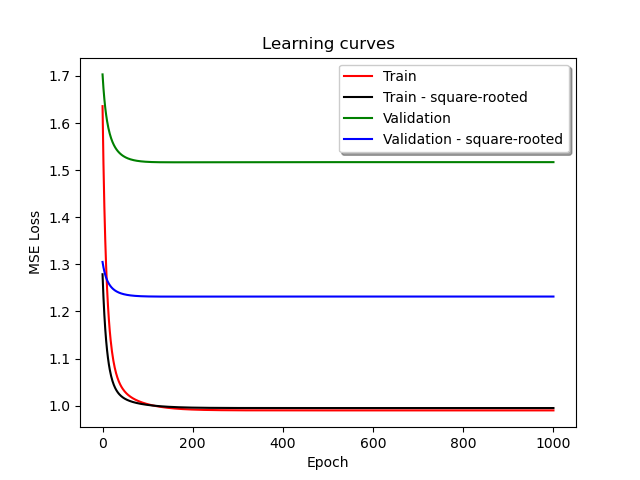 Learning curves
Train
Train - square-rooted
Validation
Validation - square-rooted
MSE Loss
1.7
1.6
1.5
1.4
1.3
1.2
1.1
1.0
0 200 400 600 800 1000
Epoch